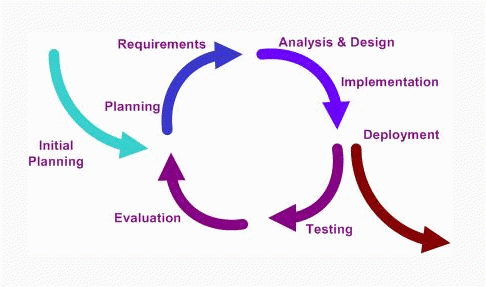 Requirements
Analysis & Design
Implementation
Planning
Deployment
Initial
Planning
Evaluation
Testing